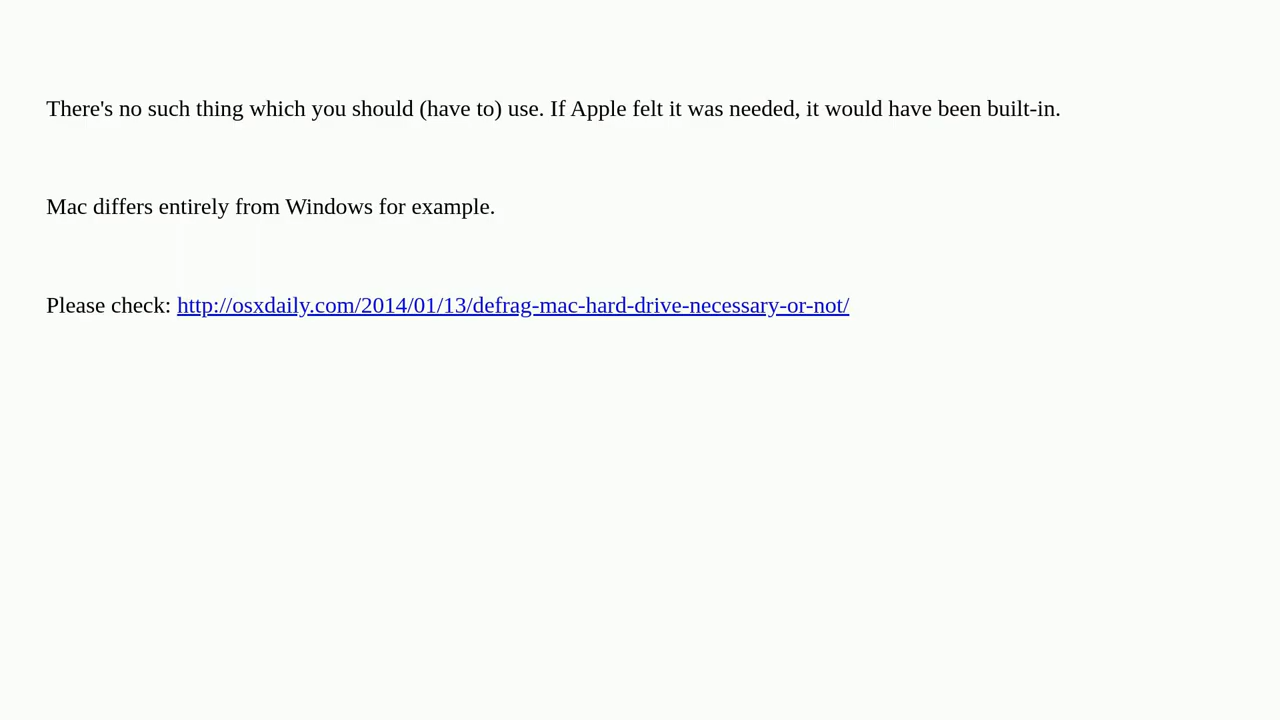 There's no such thing which you should (have to) use. If Apple felt it was needed, it would have been built-in.
Mac differs entirely from Windows for example.
Please check: http://osxdaily.com/2014/01/13/defrag-mac-hard-drive-necessary-or-not/